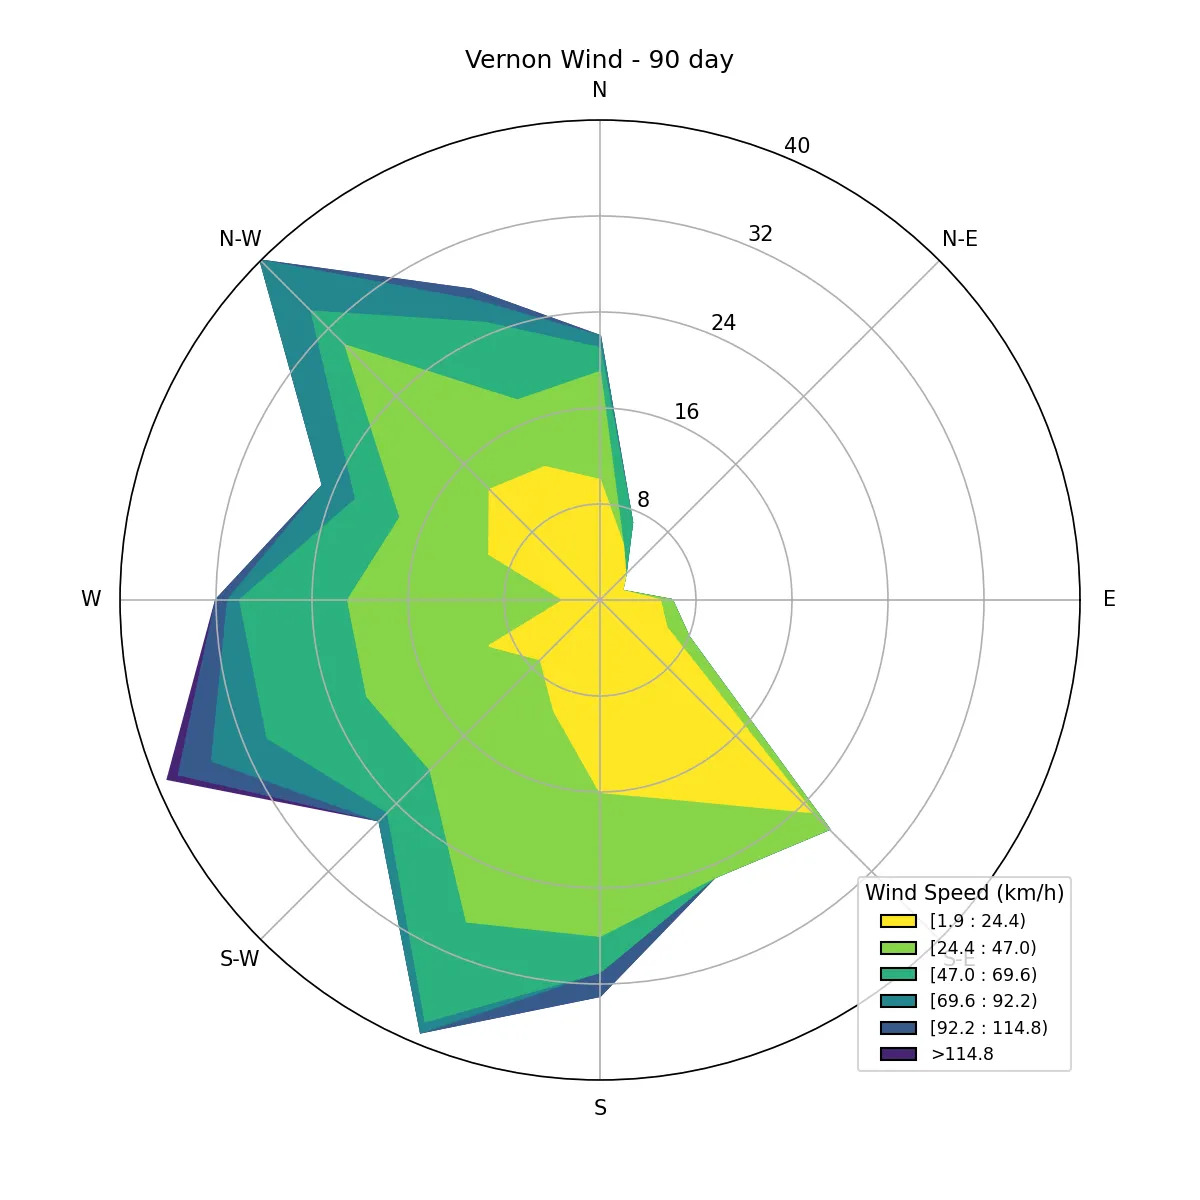 Vernon Wind - 90 day
N
40
N-W
32
N-E
24
16
8
W
E
Wind Speed (km/h)
[1.9 : 24.4)
[24.4 : 47.0)
S-W
S-E
[47.0 : 69.6)
[69.6 : 92.2)
[92.2 : 114.8)
>114.8
S